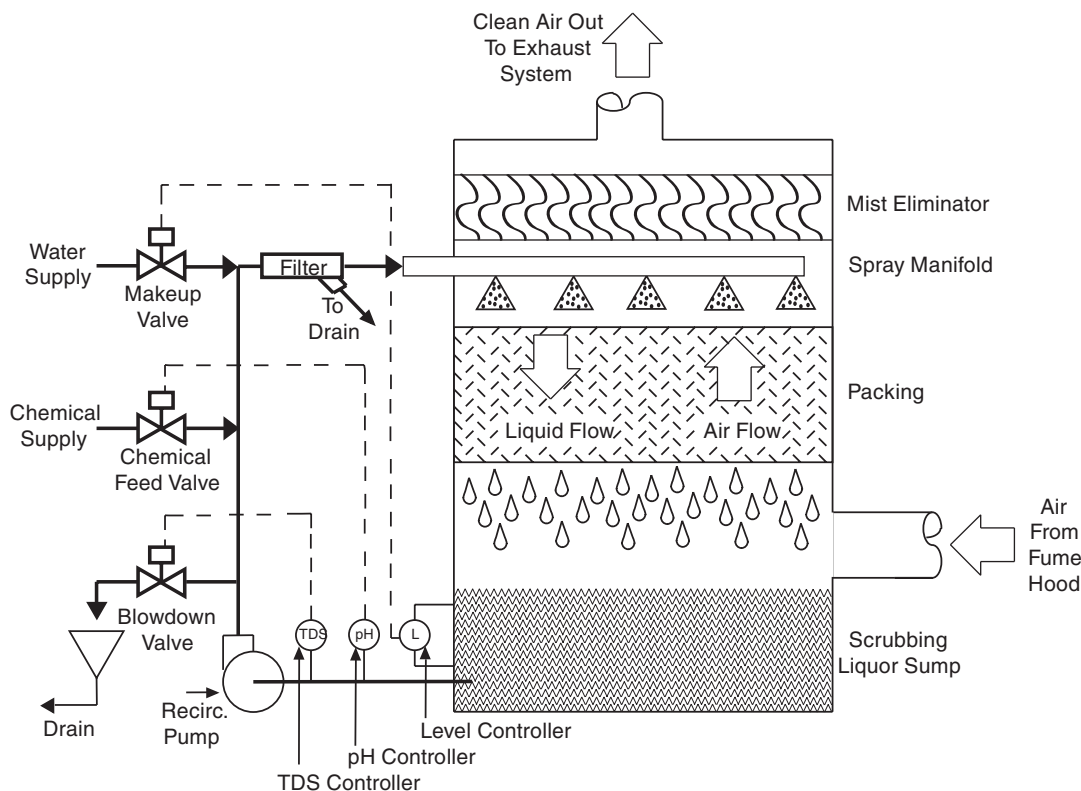 Clean Air Out
To Exhaust
System
Mist Eliminator
Water
Supply
Makeup
Valve
Filter
To
Drain
Spray Manifold
Packing
Liquid Flow
Air Flow
Chemical
Supply
Chemical
Feed Valve
Air
From
Fume
Hood
Blowdown
Valve
TDS
pH
L
Scrubbing
Liquor Sump
Drain
Recirc.
Pump
Level Controller
pH Controller
TDS Controller